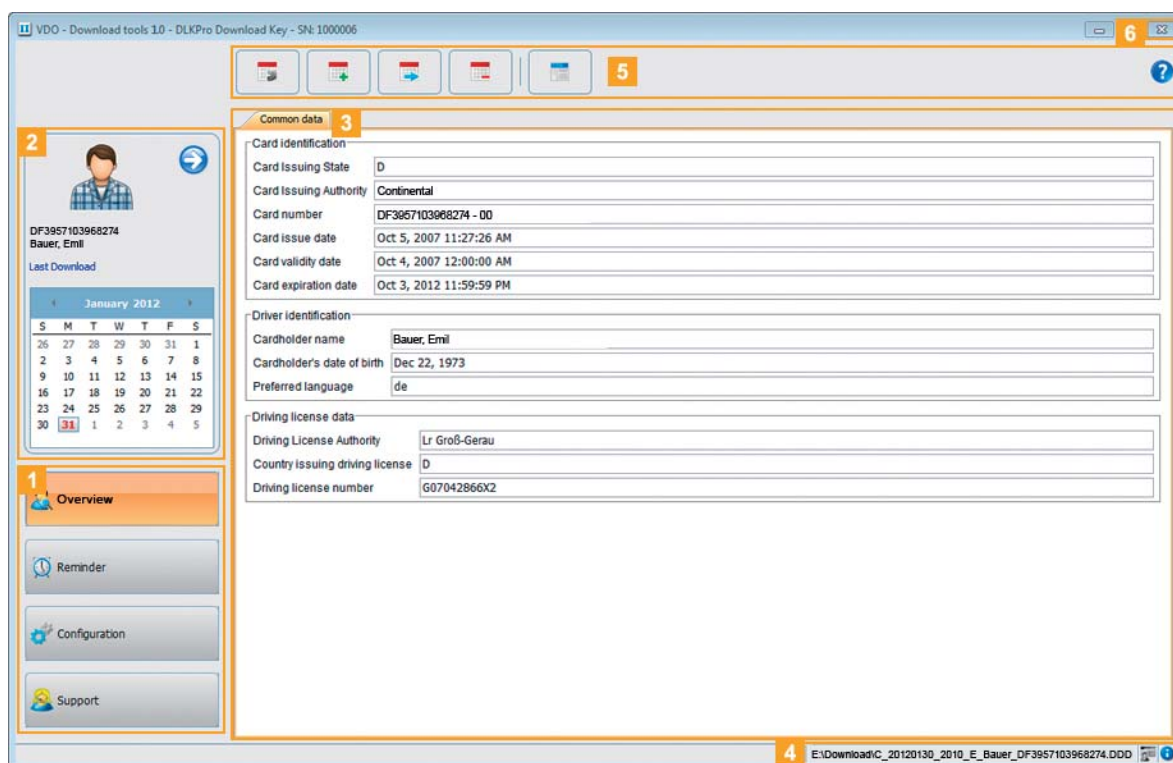 VDO - Download tools 1.0 - DLKPro Download Key - SN: 1000006
6
5
2
DF3957103968274
Bauer, Emil
Last Download
January 2012
S M T W T F S
26 27 28 29 30 31 1
2 3 4 5 6 7 8
9 10 11 12 13 14 15
16 17 18 19 20 21 22
23 24 25 26 27 28 29
30 31 1 2 3 4 5
1
Overview
Reminder
Configuration
Support
Common data 3
Card identification
Card Issuing State D
Card Issuing Authority Continental
Card number DF3957103968274 - 00
Card issue date Oct 5, 2007 11:27:26 AM
Card validity date Oct 4, 2007 12:00:00 AM
Card expiration date Oct 3, 2012 11:59:59 PM
Driver identification
Cardholder name Bauer, Emil
Cardholder's date of birth Dec 22, 1973
Preferred language de
Driving license data
Driving License Authority Lr Groß-Gerau
Country issuing driving license D
Driving license number G07042866X2
4 E:\Download\C_20120130_2010_E_Bauer_DF3957103968274.DDD